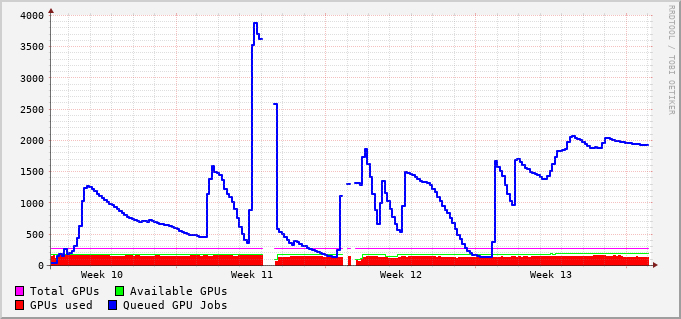 4000
3500
3000
2500
2000
1500
1000
500
0
Week 10 Week 11 Week 12 Week 13
Total GPUs Available GPUs
GPUs used Queued GPU Jobs
RRDTOOL / TOBI OETIKER